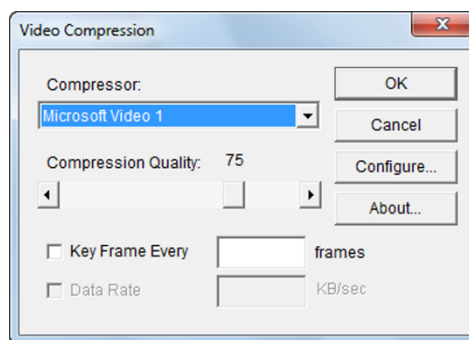 Video Compression
Compressor:
OK
Microsoft Video 1
Cancel
Compression Quality: 75
Configure...
About...
Key Frame Every frames
Data Rate KB/sec